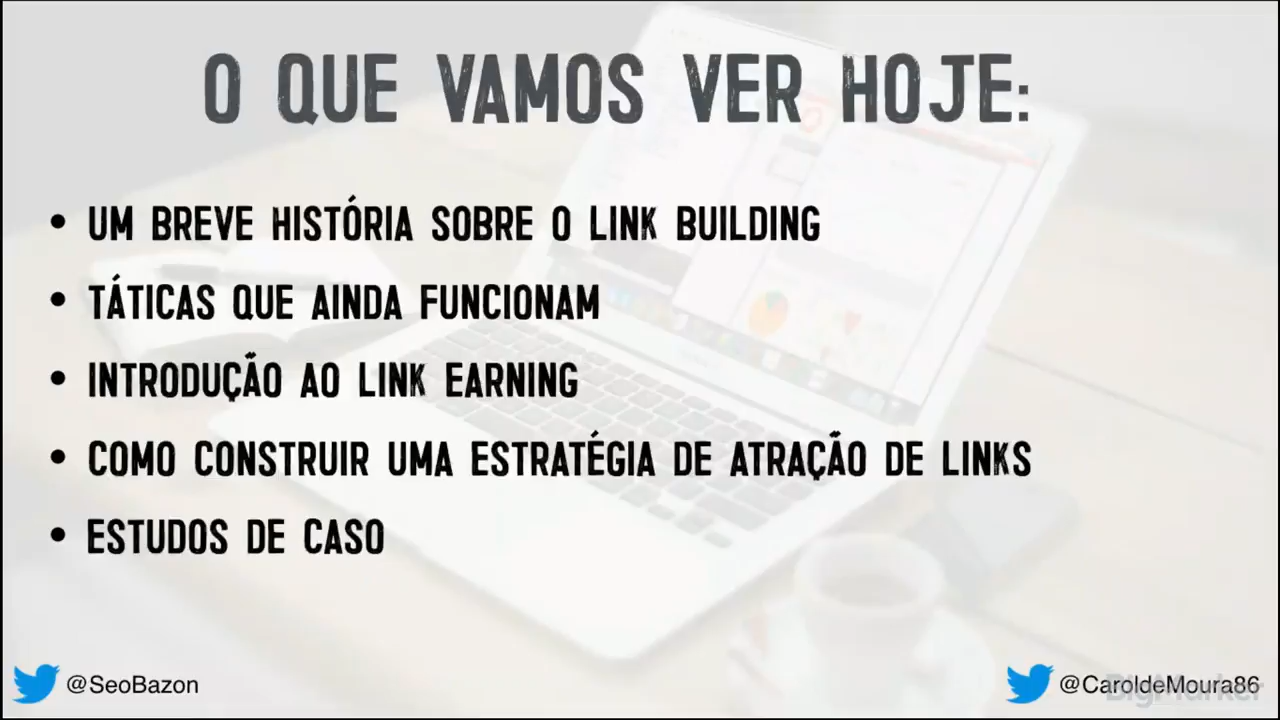 O QUE VAMOS VER HOJE:
• UM BREVE HISTÓRIA SOBRE O LINK BUILDING
• TÁTICAS QUE AINDA FUNCIONAM
• INTRODUÇÃO AO LINK EARNING
• COMO CONSTRUIR UMA ESTRATÉGIA DE ATRAÇÃO DE LINKS
• ESTUDOS DE CASO
@SeoBazon
@CaroldeMoura86
BigMarker